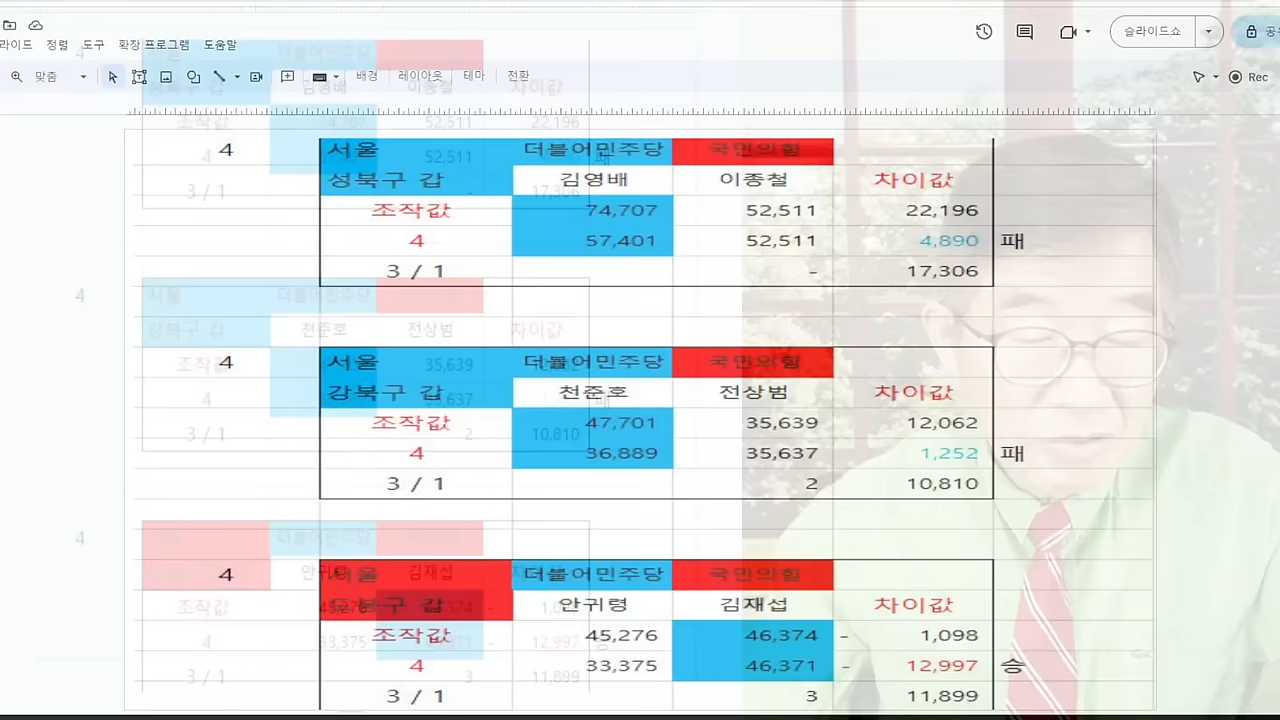 라이드 정렬 도구 확장 프로그램 도움말
슬라이드쇼
맞춤 배경 레이아웃 테마 전환 Rec
4 서울 더불어민주당 국민의힘
성북구 갑 김영배 이종철 차이값
조작값 74,707 52,511 22,196
4 57,401 52,511 4,890 패
3 / 1 - 17,306
4 서울 더불어민주당 국민의힘
강북구 갑 천준호 전상범 차이값
조작값 47,701 35,639 12,062
4 36,889 35,637 1,252 패
3 / 1 2 10,810
4 서울 더불어민주당 국민의힘
구 갑 안귀령 김재섭 차이값
조작값 45,276 46,374 - 1,098
4 33,375 46,371 - 12,997 승
3 / 1 3 11,899